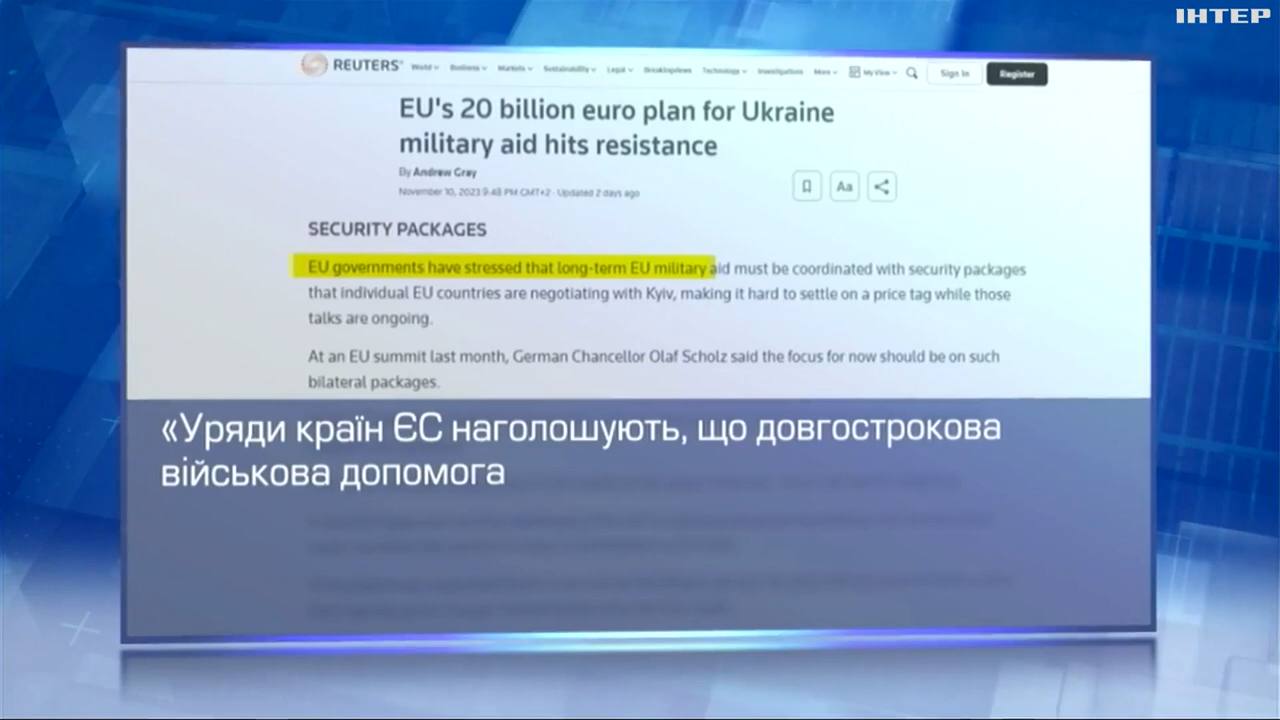 ІНТЕР
REUTERS®
World Business Markets Sustainability Legal Breakingviews Technology Investigations More My View Sign In Register
EU's 20 billion euro plan for Ukraine
military aid hits resistance
By Andrew Gray
November 10, 2023 9:48 PM GMT+2 · Updated 2 days ago
Aa
SECURITY PACKAGES
EU governments have stressed that long-term EU military aid must be coordinated with security packages
that individual EU countries are negotiating with Kyiv, making it hard to settle on a price tag while those
talks are ongoing.
At an EU summit last month, German Chancellor Olaf Scholz said the focus for now should be on such
bilateral packages.
«Уряди країн ЄС наголошують, що довгострокова
військова допомога